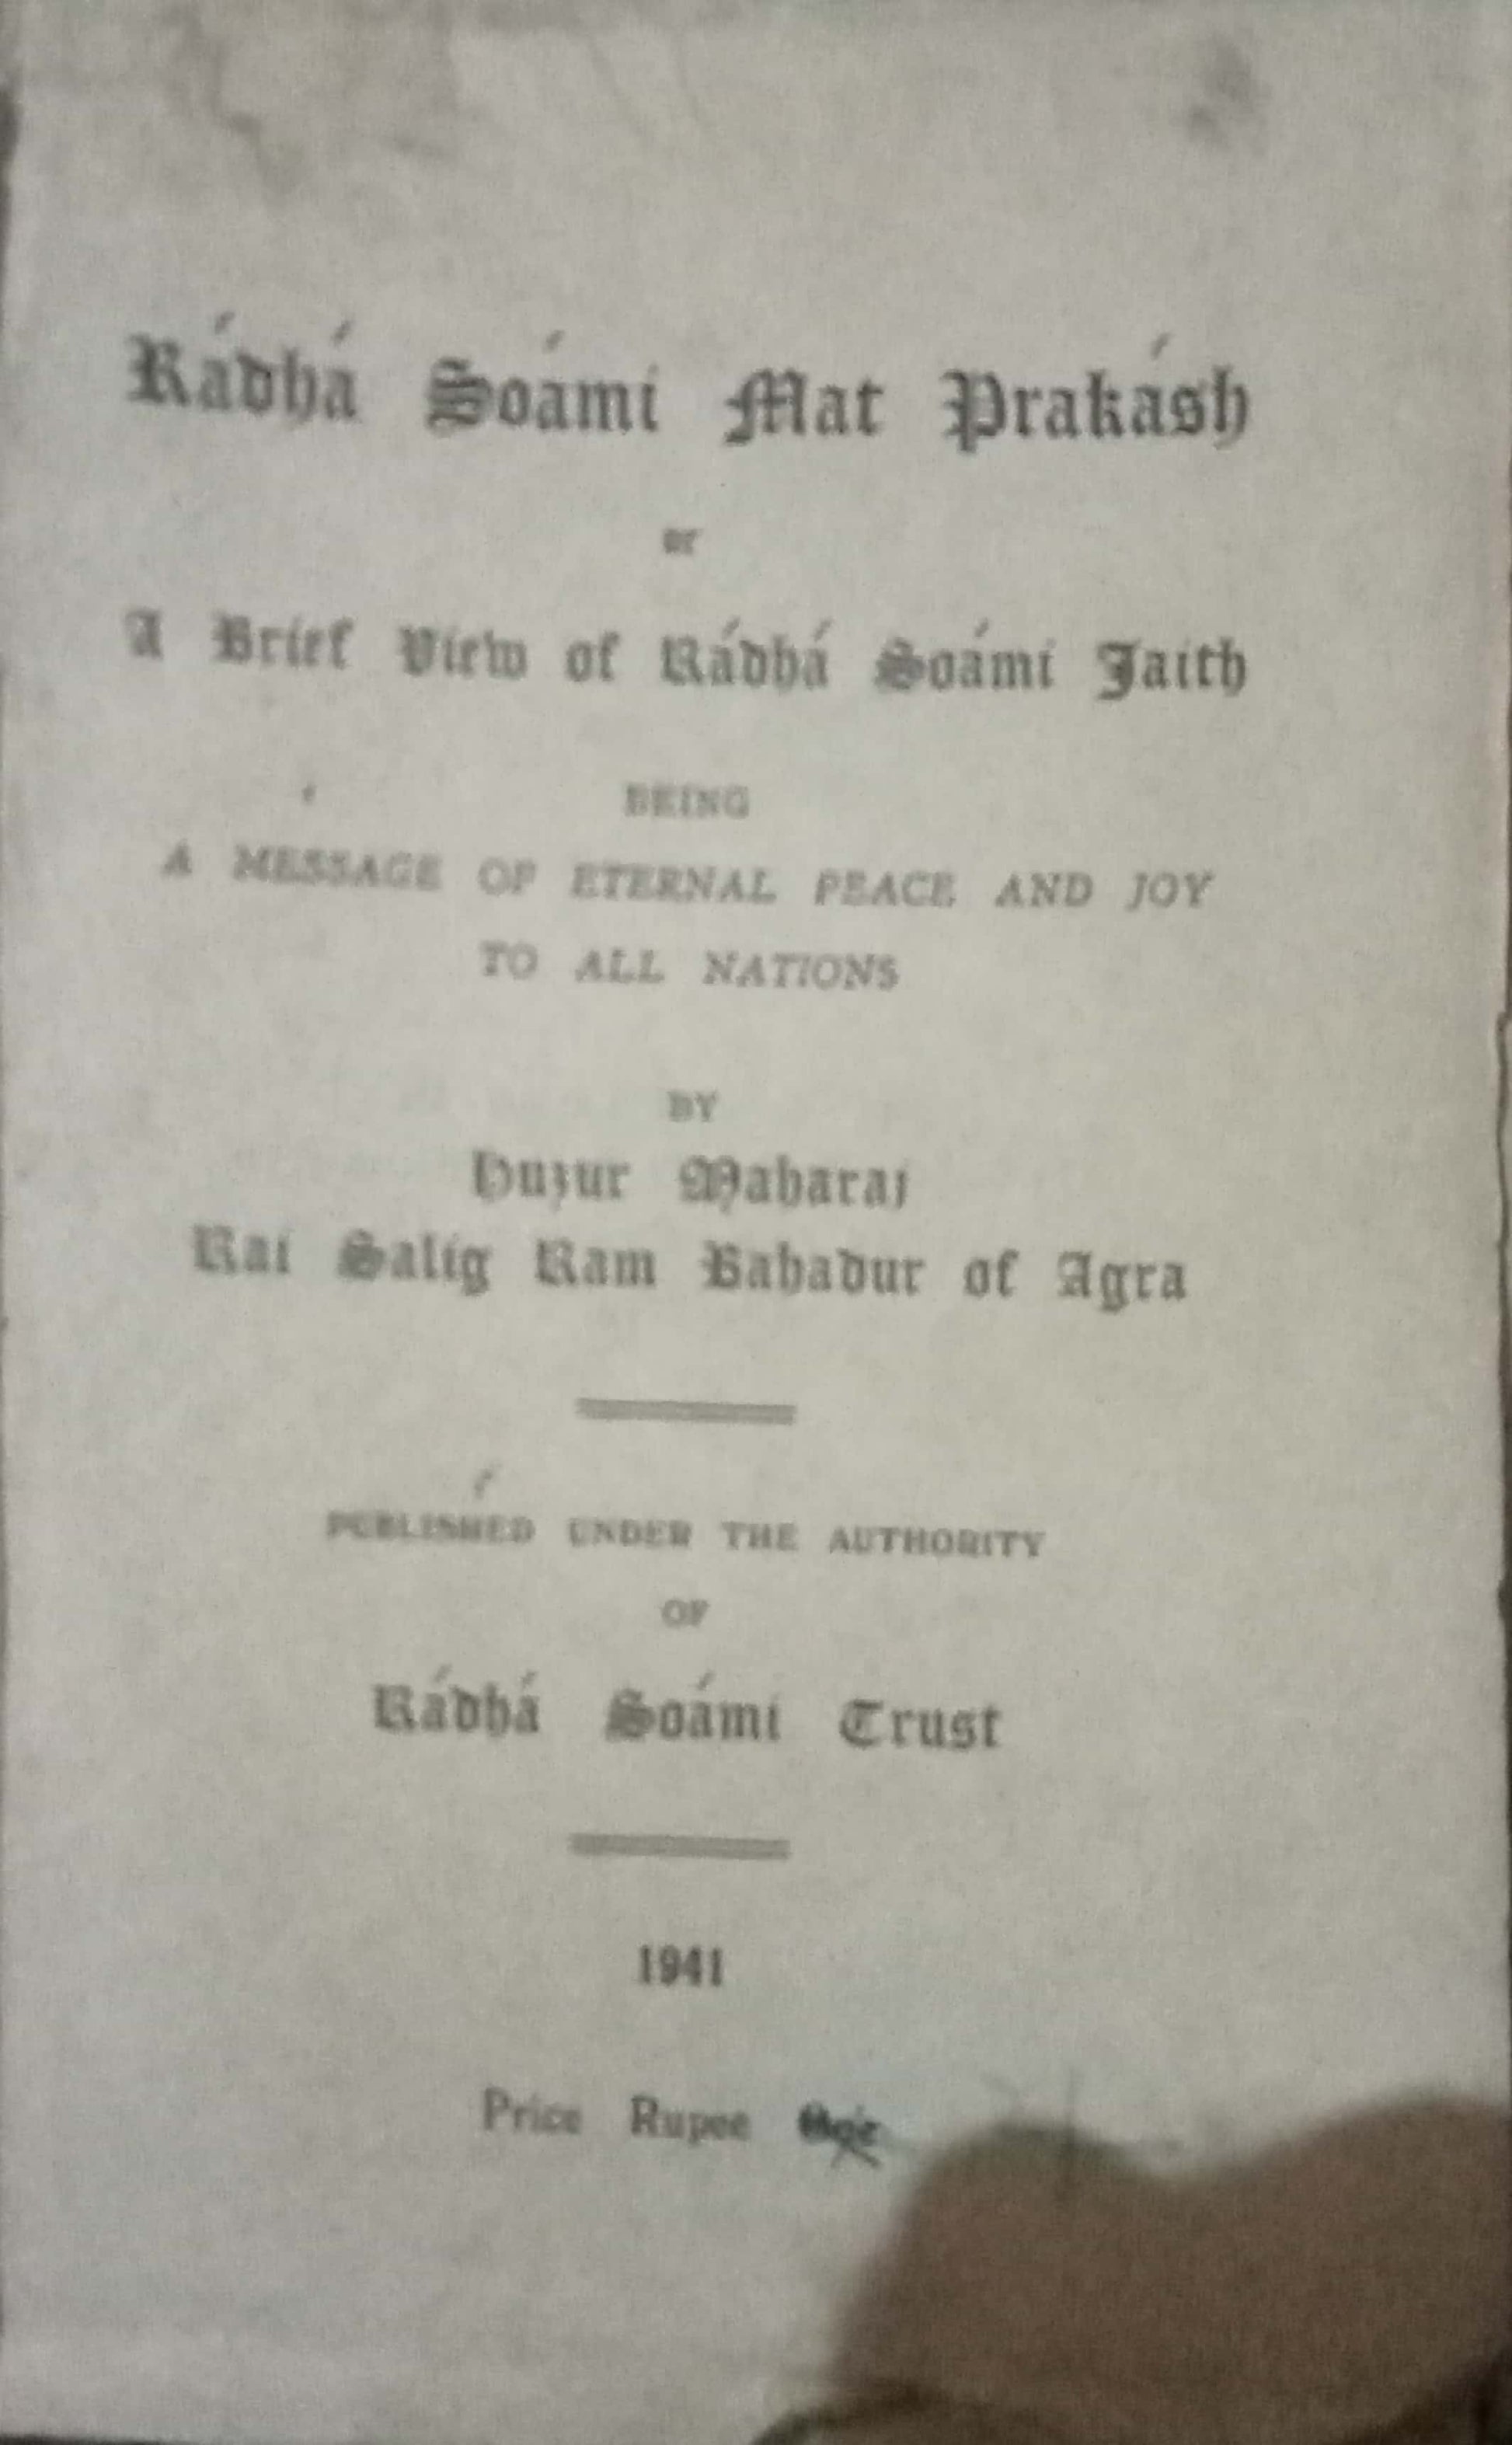 Rádhá Soámi Mat Prakásh
or
A Brief View of Rádhá Soámi Faith
BEING
A MESSAGE OF ETERNAL PEACE AND JOY
TO ALL NATIONS
BY
Huzur Maharaj
Rai Salig Ram Bahadur of Agra
PUBLISHED UNDER THE AUTHORITY
OF
Rádhá Soámi Trust
1941
Price Rupee